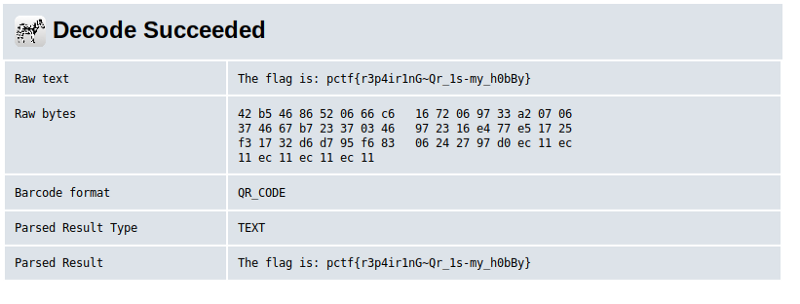 Decode Succeeded
Raw text The flag is: pctf{r3p4ir1nG~Qr_1s-my_h0bBy}
Raw bytes 42 b5 46 86 52 06 66 c6 16 72 06 97 33 a2 07 06
37 46 67 b7 23 37 03 46 97 23 16 e4 77 e5 17 25
f3 17 32 d6 d7 95 f6 83 06 24 27 97 d0 ec 11 ec
11 ec 11 ec 11 ec 11
Barcode format QR_CODE
Parsed Result Type TEXT
Parsed Result The flag is: pctf{r3p4ir1nG~Qr_1s-my_h0bBy}